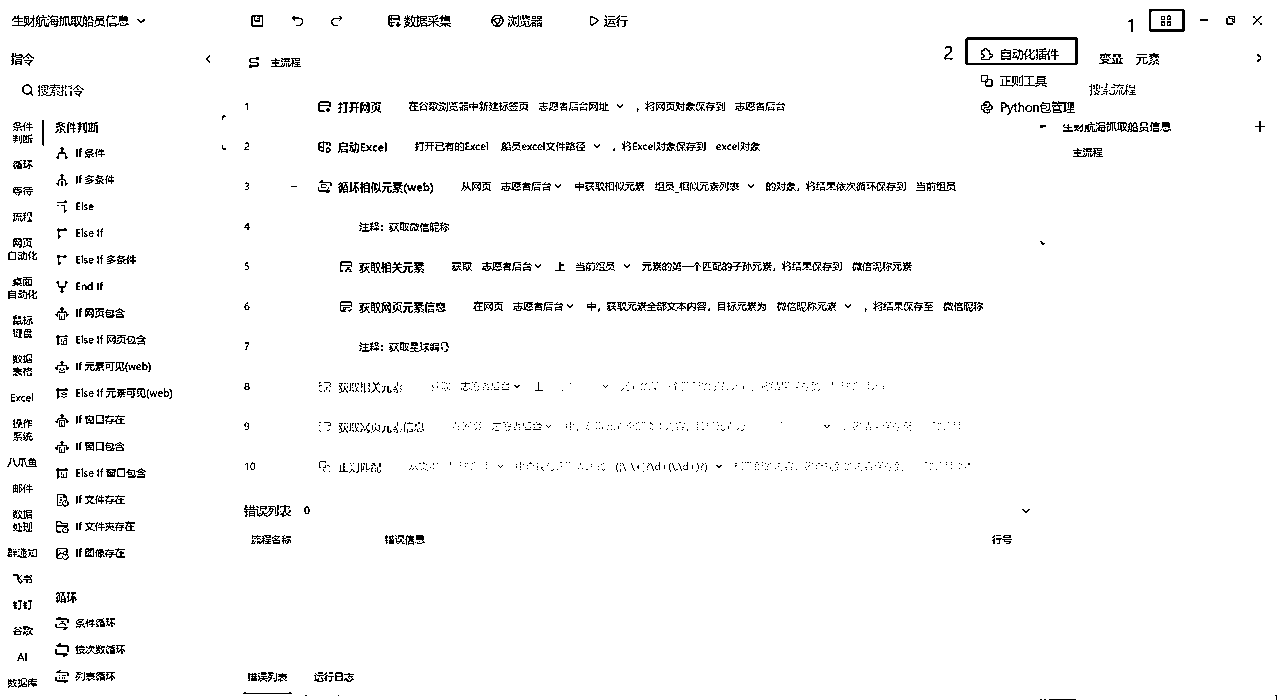 生财航海抓取船员信息
数据采集
浏览器
运行
1
指令
主流程
2
自动化插件
变量 元素
搜索指令
正则工具
搜索流程
Python包管理
生财航海抓取船员信息
主流程
条件判断
循环
等待
流程
网页自动化
桌面自动化
鼠标键盘
数据表格
Excel
操作系统
八爪鱼
邮件
数据处理
群通知
飞书
钉钉
谷歌
AI
数据库
条件判断
If 条件
If 多条件
Else
Else If
Else If 多条件
End If
If 网页包含
Else If 网页包含
If 元素可见(web)
Else If 元素可见(web)
If 窗口存在
If 窗口包含
Else If 窗口包含
If 文件存在
If 文件夹存在
If 图像存在
循环
条件循环
按次数循环
列表循环
1 打开网页 在谷歌浏览器中新建标签页 志愿者后台网址 ，将网页对象保存到 志愿者后台
2 启动Excel 打开已有的Excel 船员excel文件路径 ，将Excel对象保存到 excel对象
3 循环相似元素(web) 从网页 志愿者后台 中获取相似元素 组员_相似元素列表 的对象，将结果依次循环保存到 当前组员
4 注释：获取微信昵称
5 获取相关元素 获取 志愿者后台 上 当前组员 元素的第一个匹配的子孙元素，将结果保存到 微信昵称元素
6 获取网页元素信息 在网页 志愿者后台 中，获取元素全部文本内容，目标元素为 微信昵称元素 ，将结果保存至 微信昵称
7 注释：获取星球编号
8 获取相关元素 获取 志愿者后台 上
9 获取网页元素信息 志愿者后台 中，
10 正则匹配
错误列表 0
流程名称 错误信息 行号
错误列表 运行日志